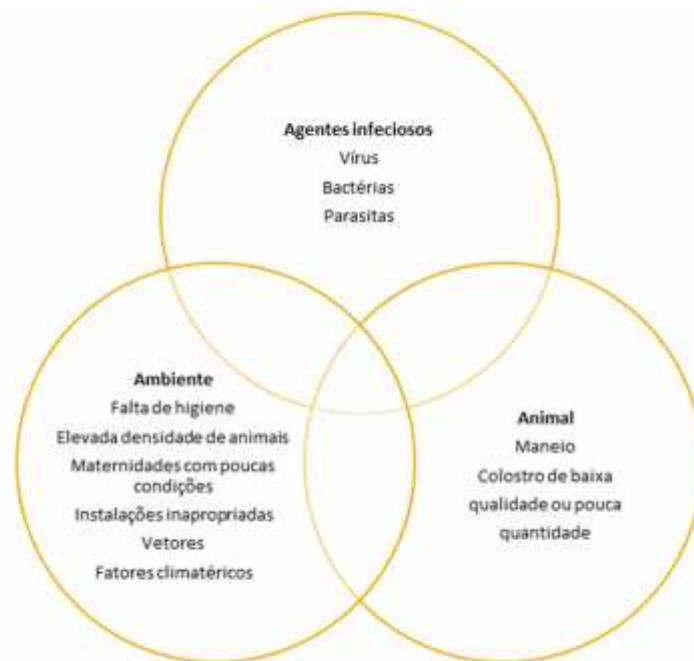 Agentes infeciosos
Vírus
Bactérias
Parasitas
Ambiente
Falta de higiene
Elevada densidade de animais
Maternidades com poucas
condições
Instalações inapropriadas
Vetores
Fatores climatéricos
Animal
Maneio
Colostro de baixa
qualidade ou pouca
quantidade